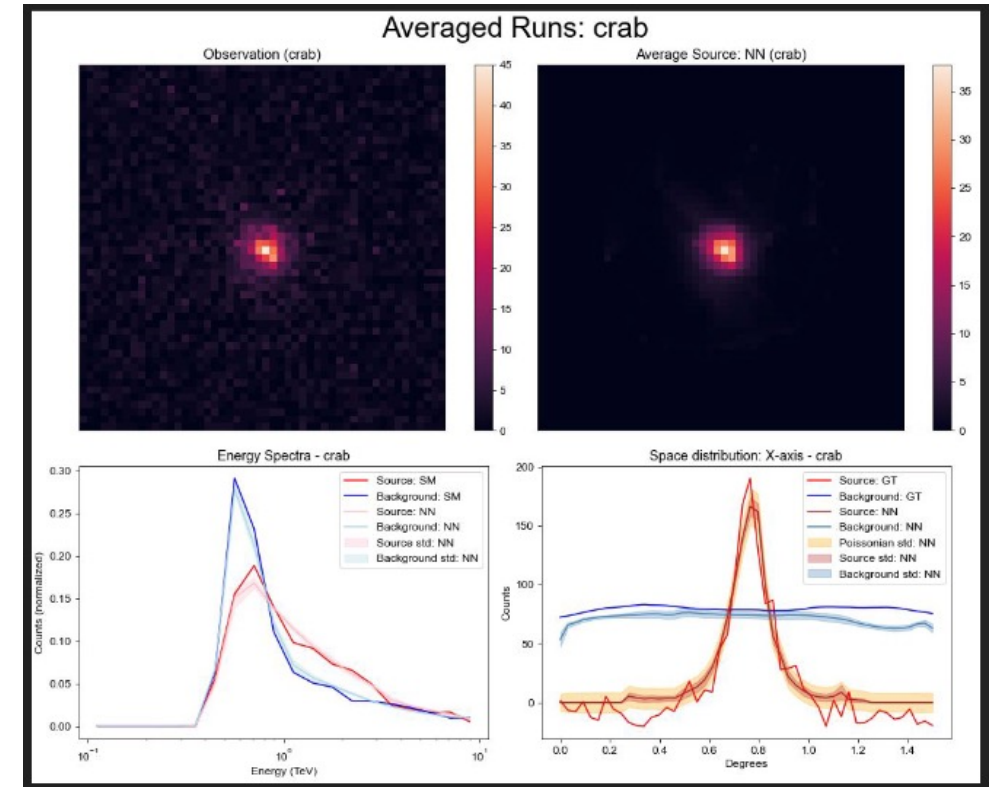 Averaged Runs: crab
Observation (crab)
45
40
35
30
25
20
15
10
5
0
Average Source: NN (crab)
35
30
25
20
15
10
5
0
Energy Spectra - crab
0.30
0.25
0.20
0.15
0.10
0.05
0.00
Counts (normalized)
Source: SM
Background: SM
Source: NN
Background: NN
Source std: NN
Background std: NN
10⁻¹
10⁰
10¹
Energy (TeV)
Space distribution: X-axis - crab
200
150
100
50
0
Counts
Source: GT
Background: GT
Source: NN
Background: NN
Poissonian std: NN
Source std: NN
Background std: NN
0.0
0.2
0.4
0.6
0.8
1.0
1.2
1.4
Degrees